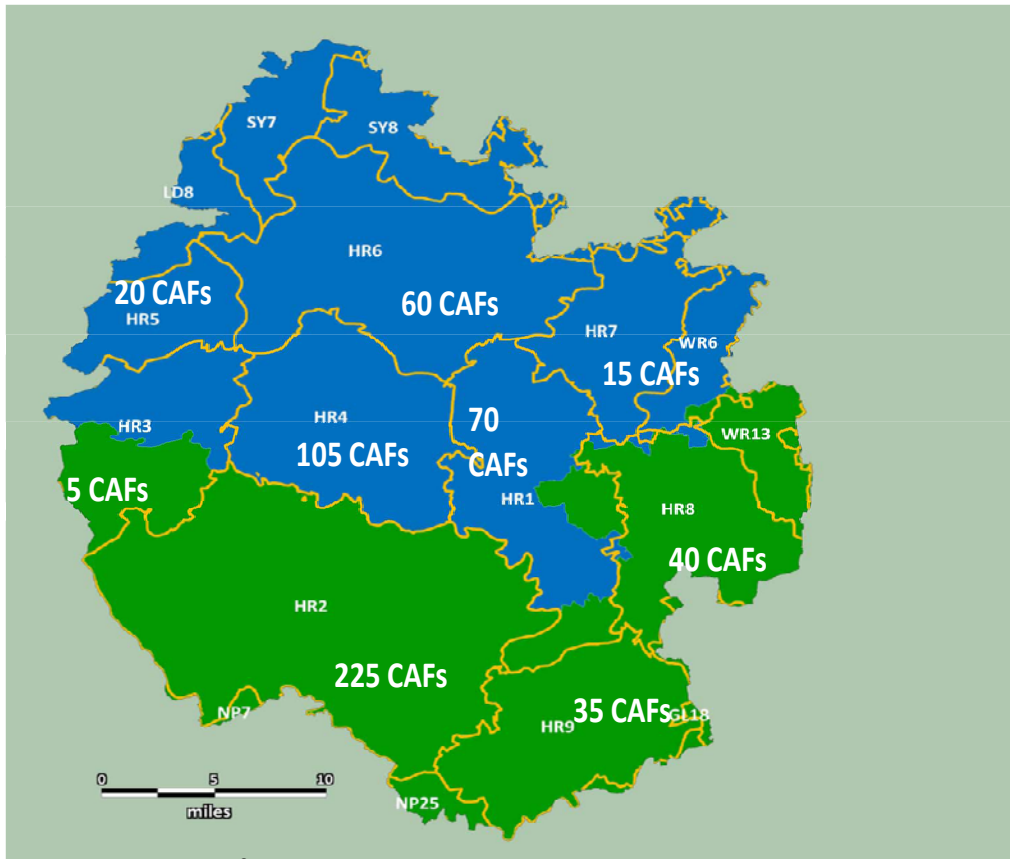 SY7
SY8
LD8
HR6
20 CAFs
60 CAFs
HR5
HR7
WR6
15 CAFs
HR4
70
CAFs
HR3
105 CAFs
WR13
5 CAFs
HR1
HR8
40 CAFs
HR2
225 CAFs
35 CAFs
GL18
NP7
HR9
0 5 10
miles
NP25